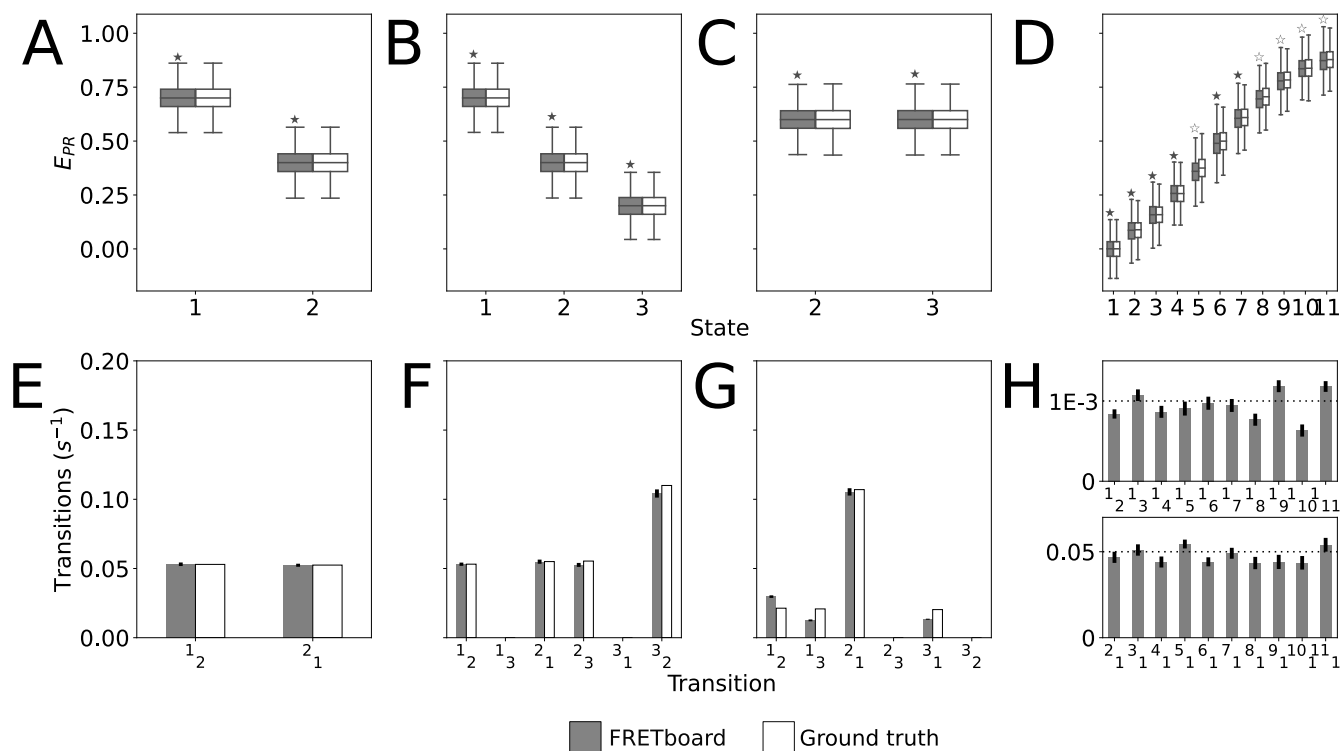 A B C D
1.00
0.75
0.50
0.25
0.00
E_PR
★ ★ ★ ★ ★ ★ ★ ★ ★ ★ ★ ☆ ★ ★ ☆ ☆ ☆ ☆
1 2 1 2 3 2 3 1 2 3 4 5 6 7 8 9 10 11
State
E F G H
0.20
0.15
0.10
0.05
0.00
Transitions (s⁻¹)
1E-3
0
1 2 1 3 1 4 1 5 1 6 1 7 1 8 1 9 1 10 1 11
0.05
0
1 2 2 1
1 2 1 3 2 1 2 3 3 1 3 2
1 2 1 3 2 1 2 3 3 1 3 2
2 1 3 1 4 1 5 1 6 1 7 1 8 1 9 1 10 1 11 1
Transition
FRETboard Ground truth